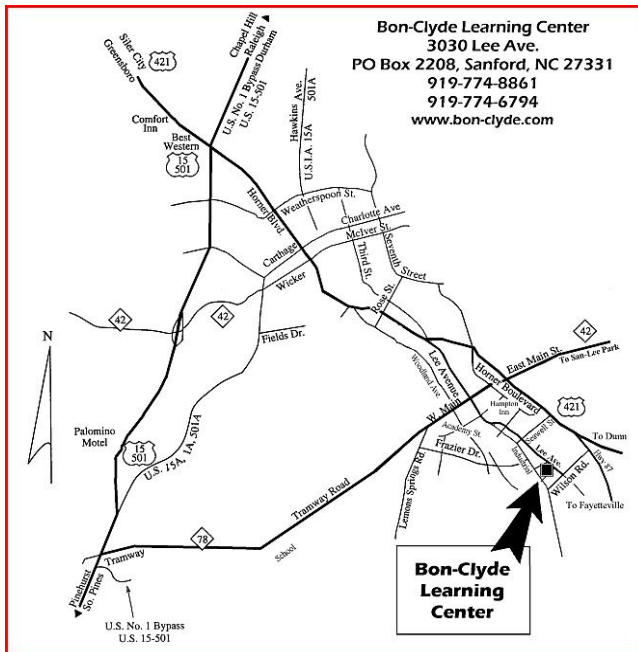 Bon-Clyde Learning Center
3030 Lee Ave.
PO Box 2208, Sanford, NC 27331
919-774-8861
919-774-6794
www.bon-clyde.com
Siler City
Greensboro
421
Chapel Hill
Raleigh
Durham
U.S. No. 1 Bypass
U.S. 15-501
Comfort
Inn
Best
Western
15
501
Hawkins Ave.
U.S.I.A. 15A
501A
Horner Blvd.
Weatherspoon St.
Charlotte Ave
McIver St.
Carthage
Wicker
Third St.
Seventh
Street
Rose St.
42
42
Fields Dr.
N
Lee Avenue
Woodland Ave.
W. Main
East Main St.
42
To San-Lee Park
Horner Boulevard
421
Hampton
Inn
Seawell St.
Academy St.
Frazier Dr.
Industrial
Lee Ave.
Wilson Rd.
Hwy 87
To Dunn
To Fayetteville
Lemons Springs Rd.
Palomino
Motel
15
501
U.S. 15A, 1A, 501A
Tramway Road
78
School
Tramway
Pinehurst
So. Pines
U.S. No. 1 Bypass
U.S. 15-501
Bon-Clyde
Learning
Center